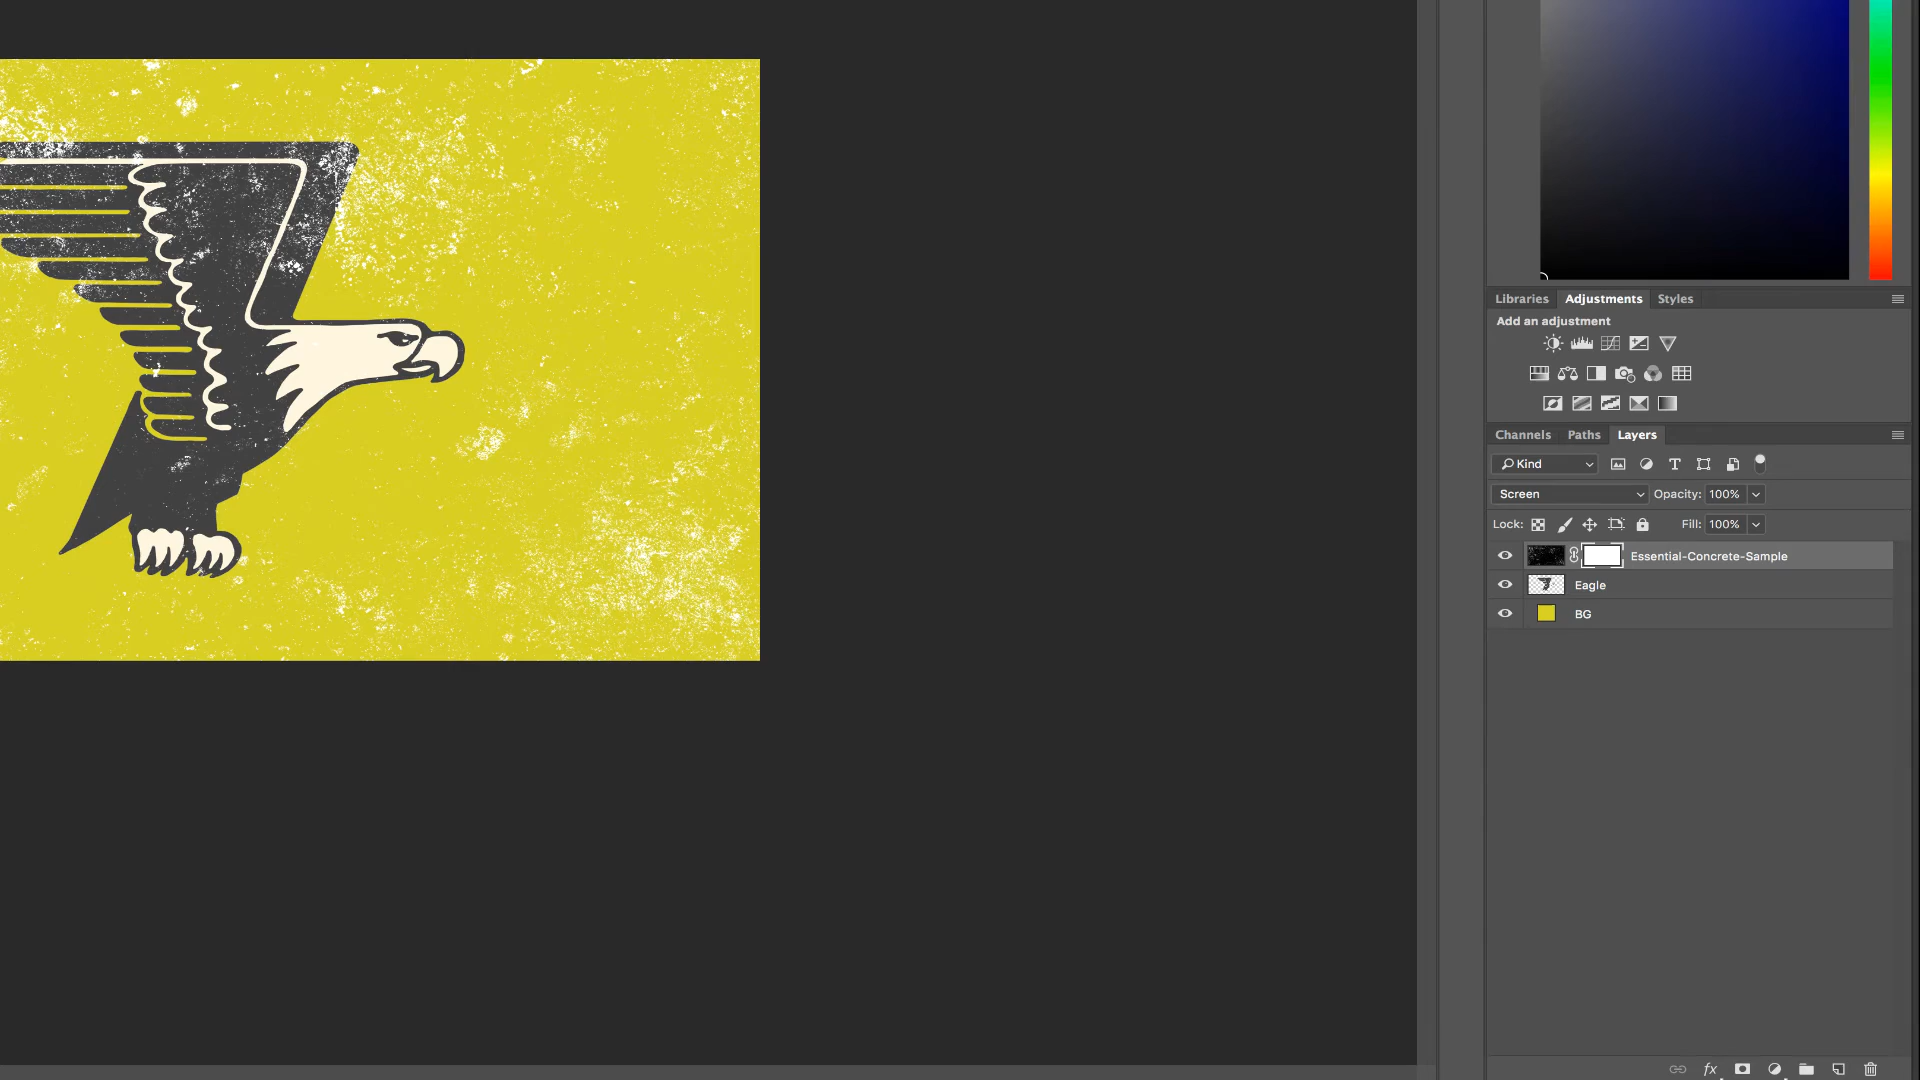 Libraries Adjustments Styles
Add an adjustment
Channels Paths Layers
Kind
Screen Opacity: 100%
Lock: Fill: 100%
Essential-Concrete-Sample
Eagle
BG
fx